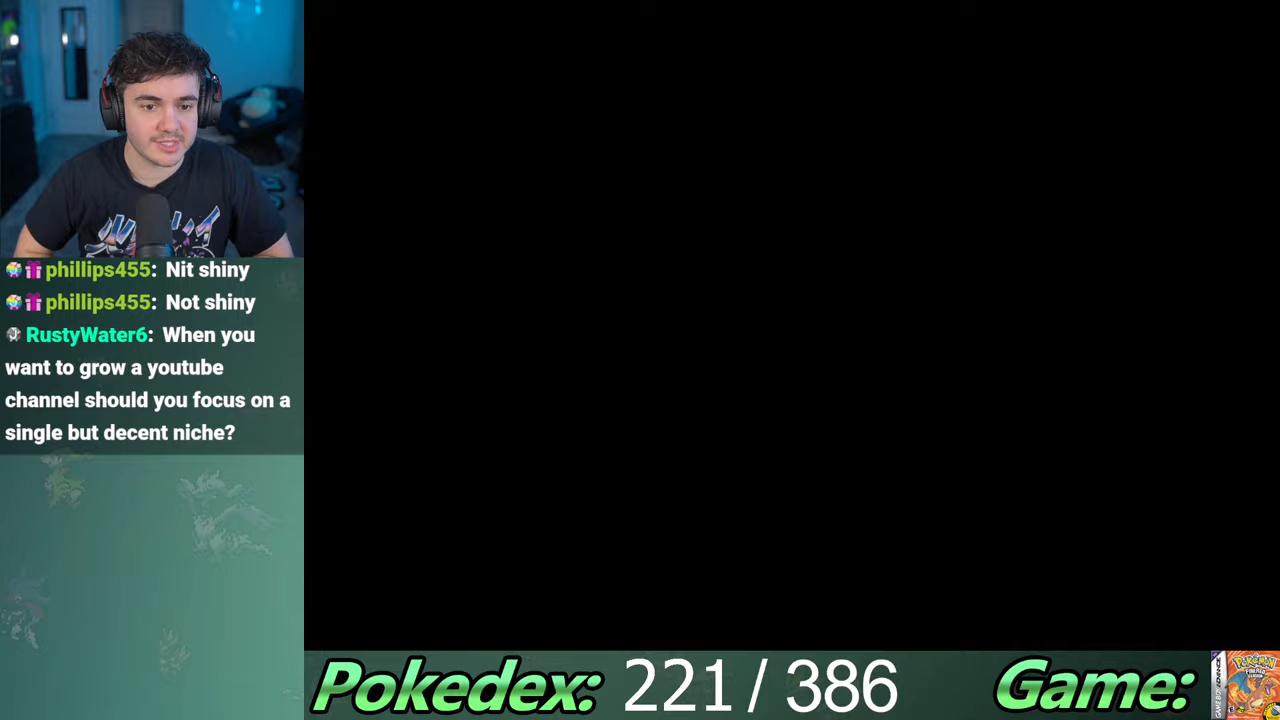 phillips455: Nit shiny
phillips455: Not shiny
RustyWater6: When you
want to grow a youtube
channel should you focus on a
single but decent niche?
Pokedex: 221 / 386
Game:
POKéMON